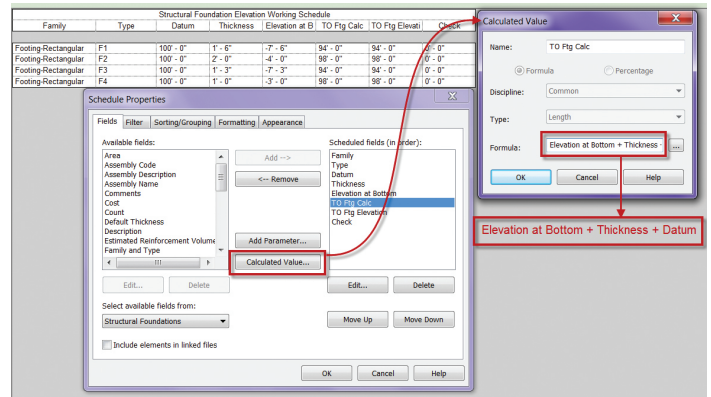 Structural Foundation Elevation Working Schedule
Family Type Datum Thickness Elevation at B TO Ftg Calc TO Ftg Elevati Check
Footing-Rectangular F1 100' - 0" 1' - 6" -7' - 6" 94' - 0" 94' - 0" 0' - 0"
Footing-Rectangular F2 100' - 0" 2' - 0" -4' - 0" 98' - 0" 98' - 0" 0' - 0"
Footing-Rectangular F3 100' - 0" 1' - 3" -7' - 3" 94' - 0" 94' - 0" 0' - 0"
Footing-Rectangular F4 100' - 0" 1' - 0" -3' - 0" 98' - 0" 98' - 0" 0' - 0"
Calculated Value
Name: TO Ftg Calc
Formula Percentage
Discipline: Common
Type: Length
Formula: Elevation at Bottom + Thickness ...
OK Cancel Help
Elevation at Bottom + Thickness + Datum
Schedule Properties
Fields Filter Sorting/Grouping Formatting Appearance
Available fields:
Area
Assembly Code
Assembly Description
Assembly Name
Comments
Cost
Count
Default Thickness
Description
Estimated Reinforcement Volume
Family and Type
Add -->
<-- Remove
Add Parameter...
Calculated Value...
Scheduled fields (in order):
Family
Type
Datum
Thickness
Elevation at Bottom
TO Ftg Calc
TO Ftg Elevation
Check
Edit... Delete
Edit... Delete
Select available fields from:
Structural Foundations
Move Up Move Down
Include elements in linked files
OK Cancel Help